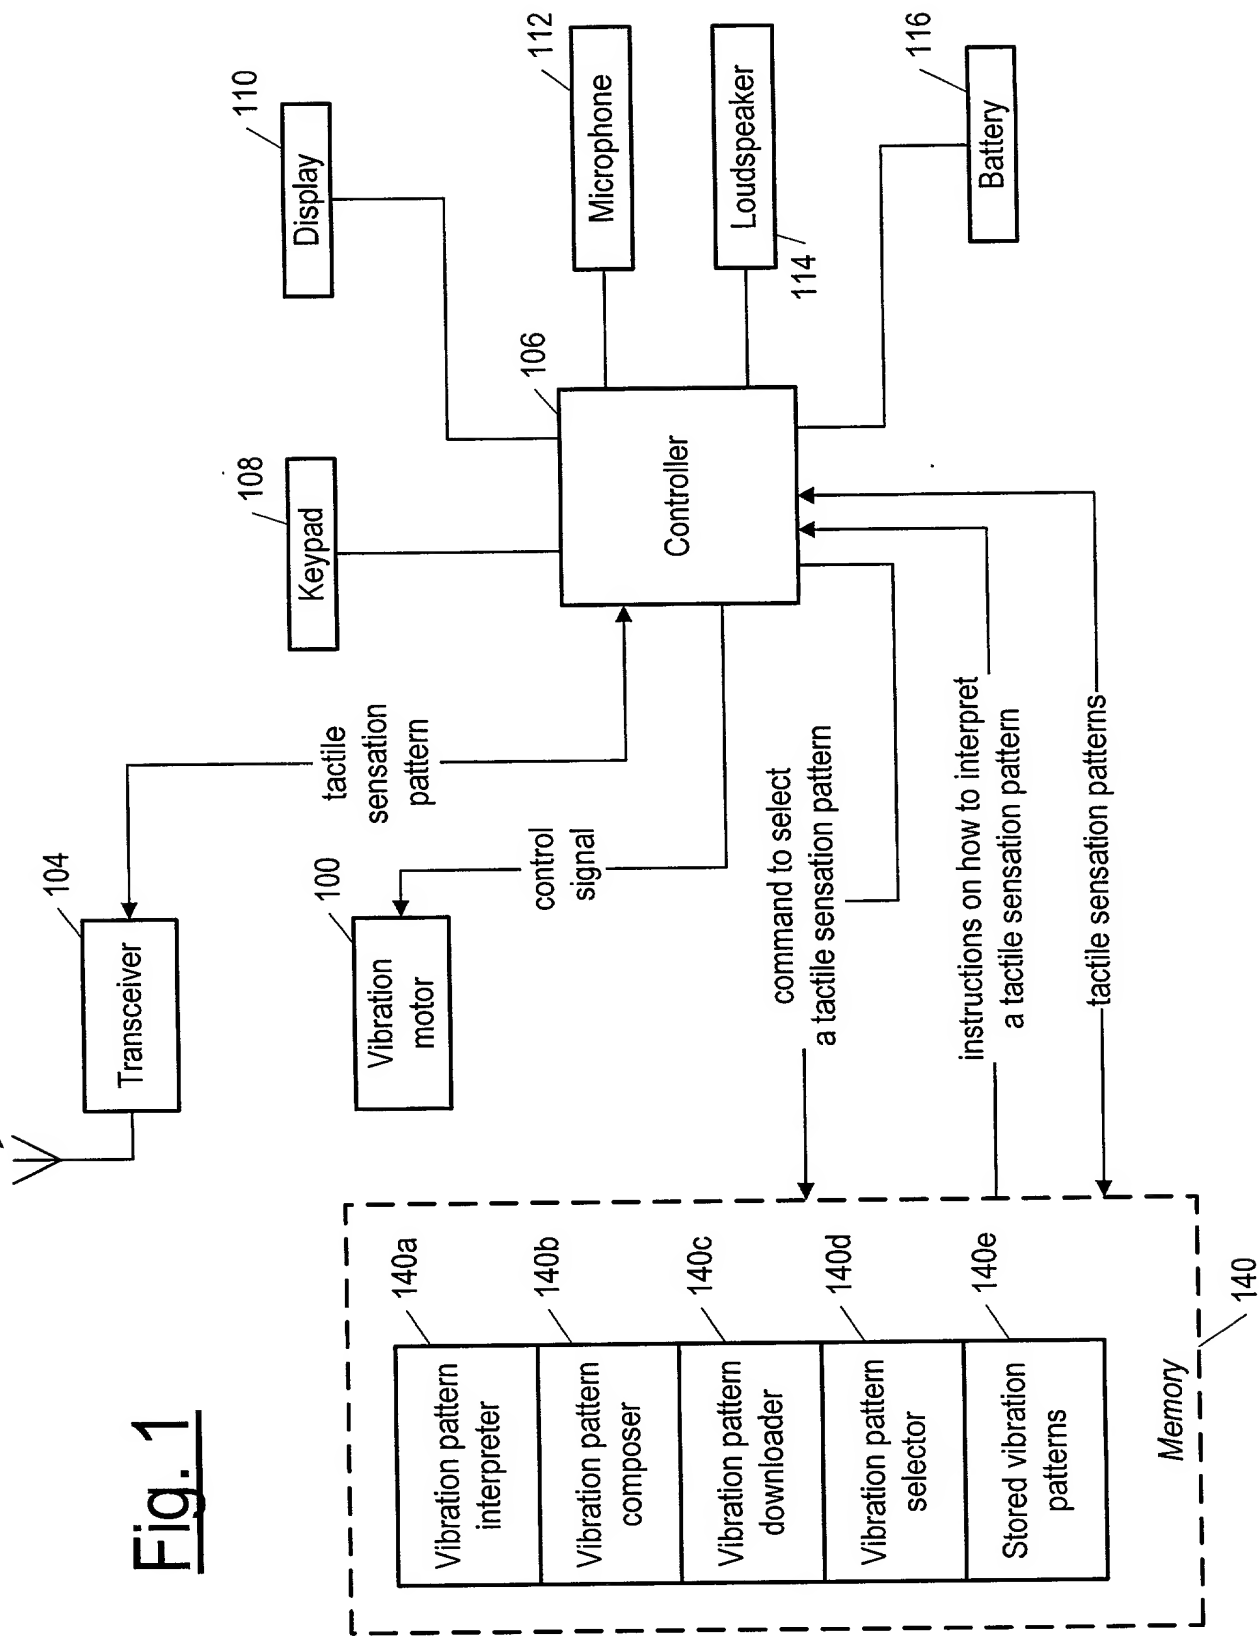 Fig. 1
104
Transceiver
100
Vibration
motor
tactile
sensation
pattern
control
signal
108
Keypad
110
Display
106
Controller
112
Microphone
Loudspeaker
114
116
Battery
command to select
a tactile sensation pattern
instructions on how to interpret
a tactile sensation pattern
tactile sensation patterns
Vibration pattern
interpreter
140a
Vibration pattern
composer
140b
Vibration pattern
downloader
140c
Vibration pattern
selector
140d
Stored vibration
patterns
140e
Memory
140